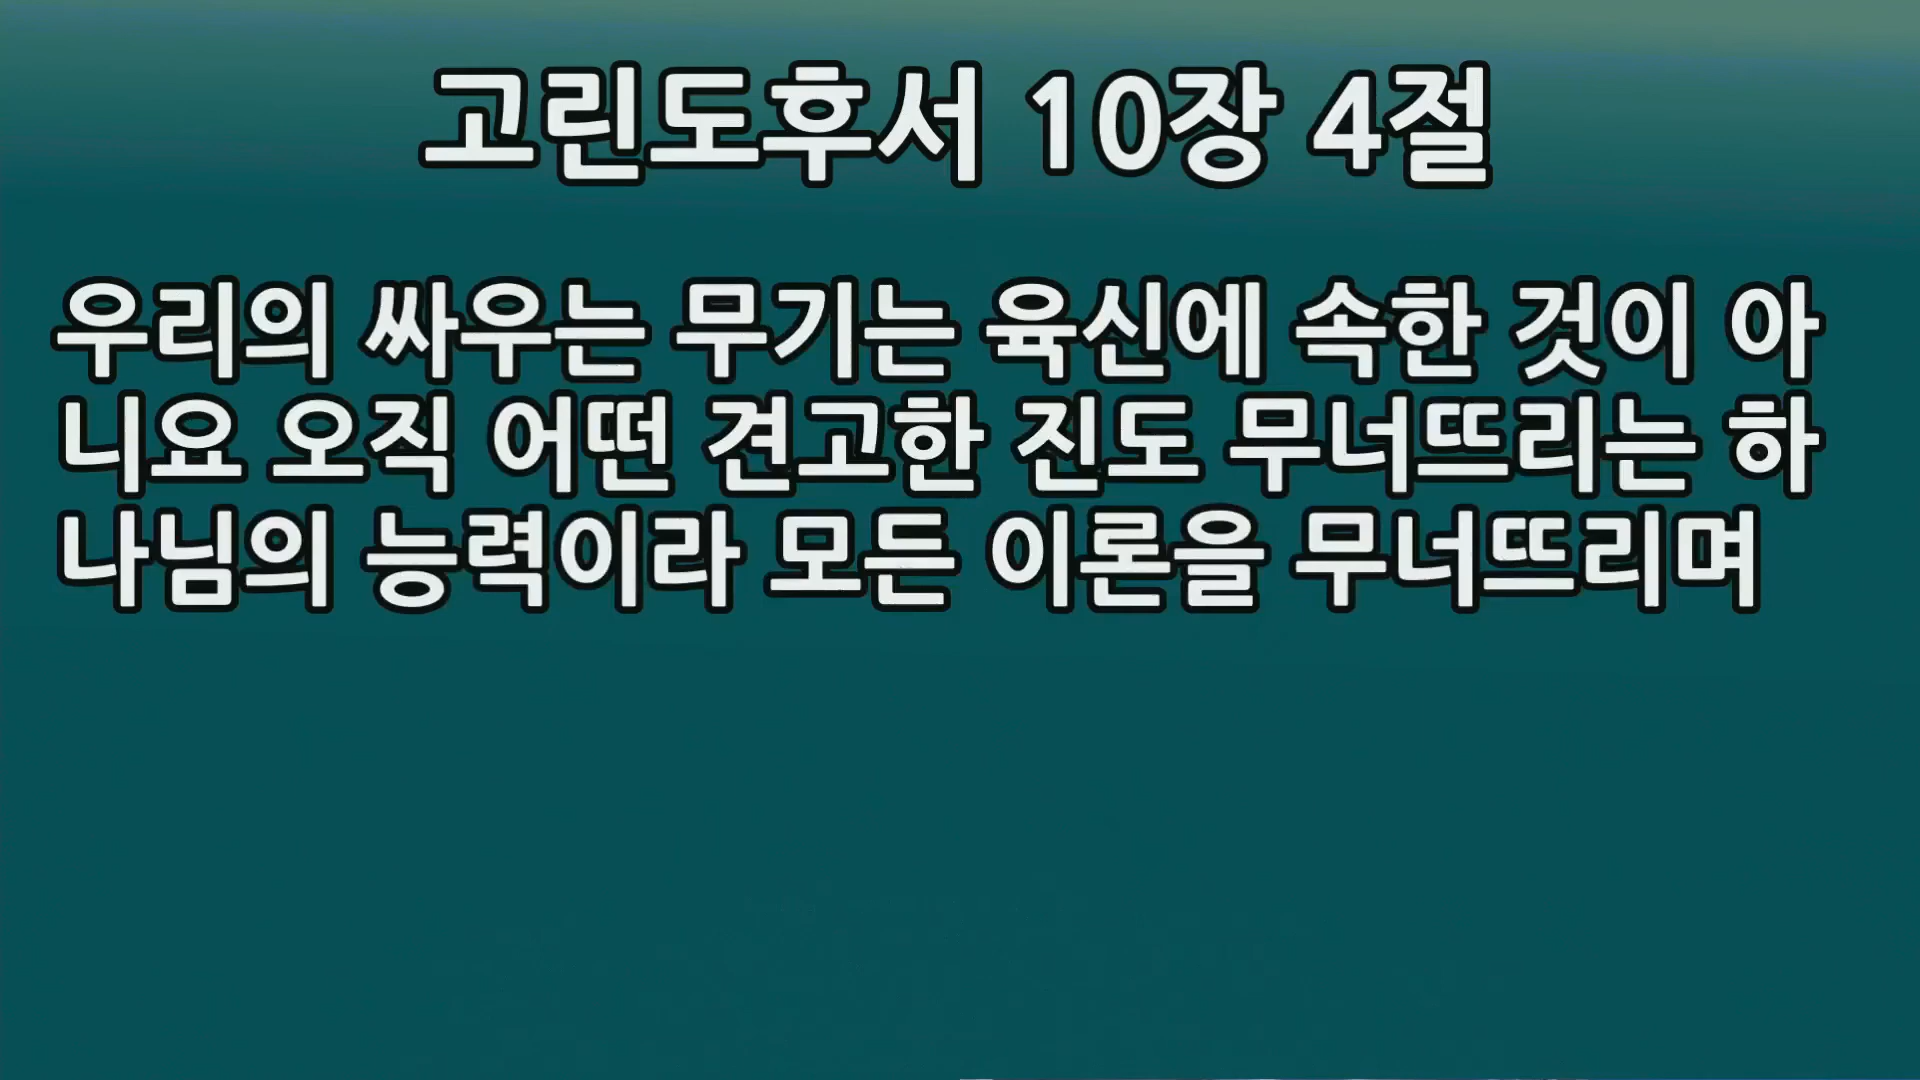 고린도후서 10장 4절
우리의 싸우는 무기는 육신에 속한 것이 아
니요 오직 어떤 견고한 진도 무너뜨리는 하
나님의 능력이라 모든 이론을 무너뜨리며